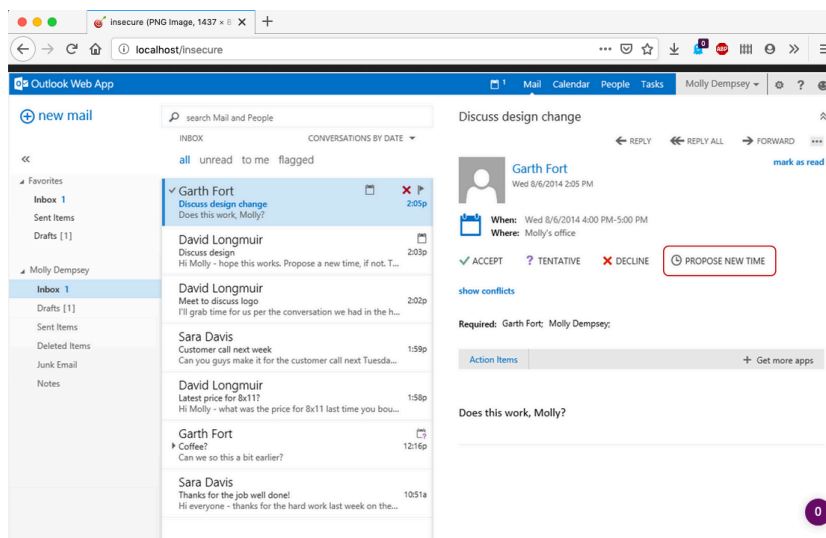 insecure (PNG Image, 1437 × 8
localhost/insecure
0
ABP
Outlook Web App
1 Mail Calendar People Tasks Molly Dempsey
?
new mail
search Mail and People
INBOX CONVERSATIONS BY DATE
all unread to me flagged
Favorites
Inbox 1
Sent Items
Drafts [1]
Molly Dempsey
Inbox 1
Drafts [1]
Sent Items
Deleted Items
Junk Email
Notes
Garth Fort
Discuss design change 2:05p
Does this work, Molly?
David Longmuir
Discuss design 2:03p
Hi Molly - hope this works. Propose a new time, if not. T...
David Longmuir
Meet to discuss logo 2:02p
I'll grab time for us per the conversation we had in the h...
Sara Davis
Customer call next week 1:59p
Can you guys make it for the customer call next Tuesda...
David Longmuir
Latest price for 8x11? 1:58p
Hi Molly - what was the price for 8x11 last time you bou...
Garth Fort
Coffee? 12:16p
Can we so this a bit earlier?
Sara Davis
Thanks for the job well done! 10:51a
Hi everyone - thanks for the hard work last week on the...
Discuss design change
REPLY REPLY ALL FORWARD ...
mark as read
Garth Fort
Wed 8/6/2014 2:05 PM
When: Wed 8/6/2014 4:00 PM-5:00 PM
Where: Molly's office
ACCEPT ? TENTATIVE DECLINE PROPOSE NEW TIME
show conflicts
Required: Garth Fort; Molly Dempsey;
Action Items + Get more apps
Does this work, Molly?
0